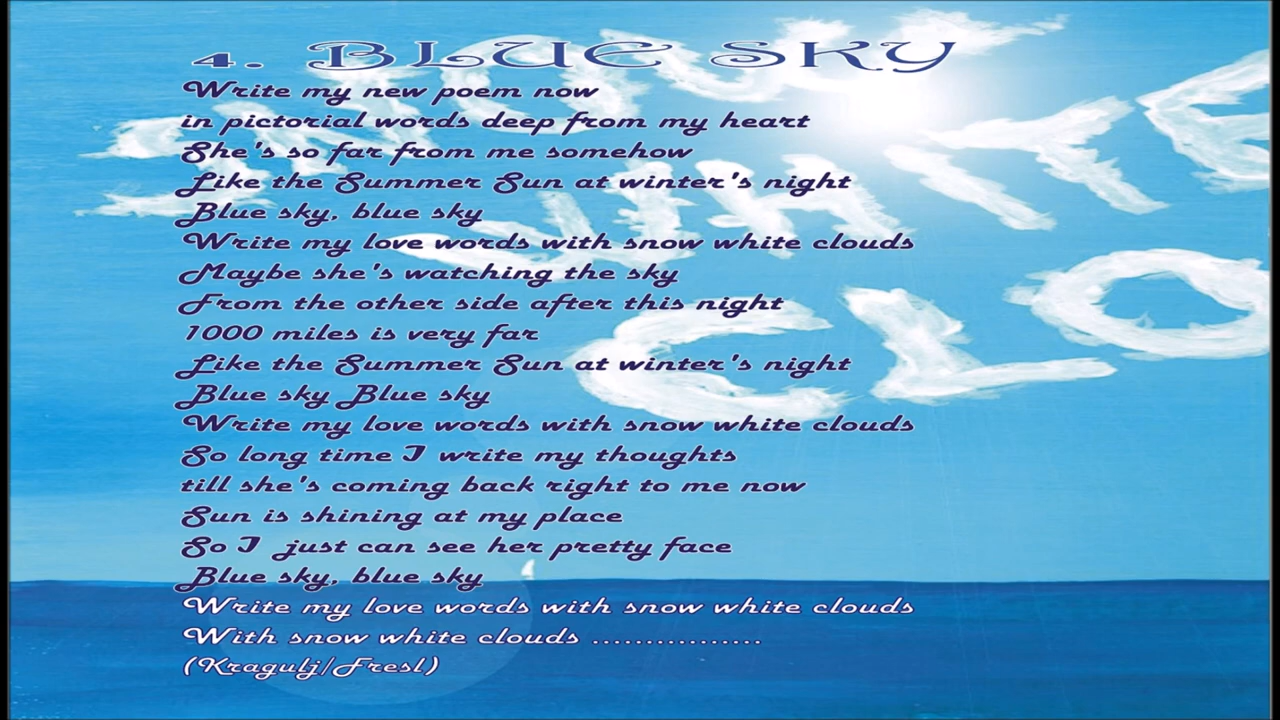 4. BLUE SKY
Write my new poem now
in pictorial words deep from my heart
She's so far from me somehow
Like the Summer Sun at winter's night
Blue sky, blue sky
Write my love words with snow white clouds
Maybe she's watching the sky
From the other side after this night
1000 miles is very far
Like the Summer Sun at winter's night
Blue sky Blue sky
Write my love words with snow white clouds
So long time I write my thoughts
till she's coming back right to me now
Sun is shining at my place
So I just can see her pretty face
Blue sky, blue sky
Write my love words with snow white clouds
With snow white clouds ................
(Kragulj/Fresl)
SNOW
WHITE
CLO